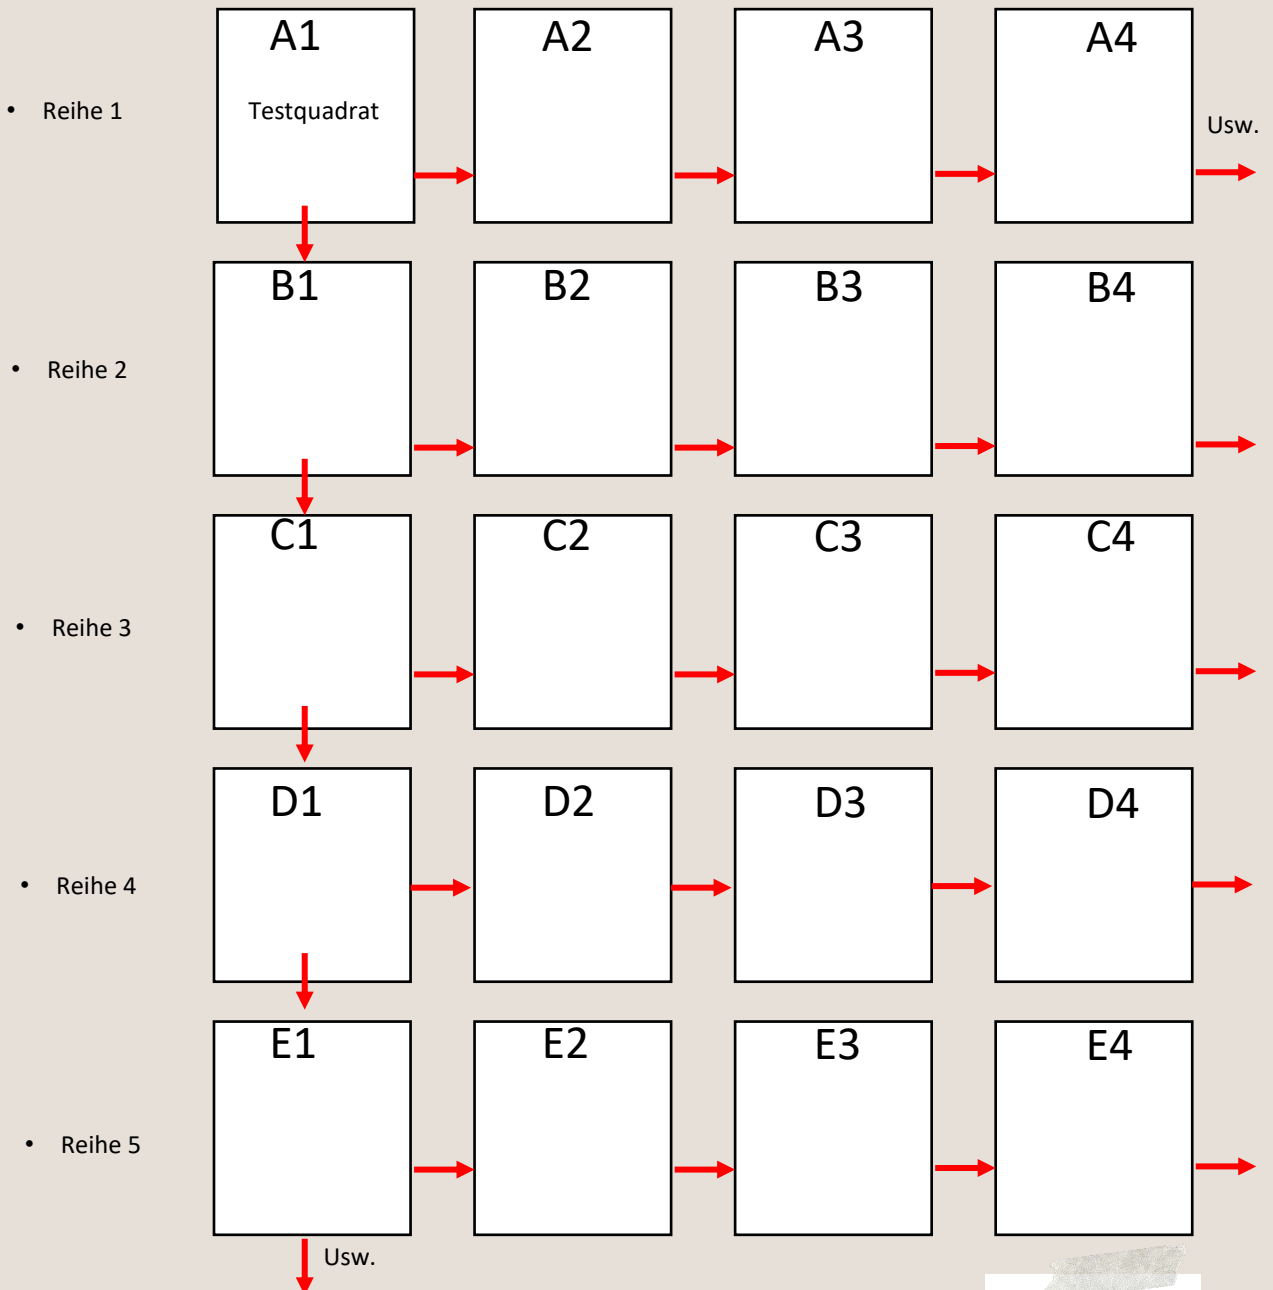 A1 A2 A3 A4
• Reihe 1 Testquadrat Usw.
B1 B2 B3 B4
• Reihe 2
C1 C2 C3 C4
• Reihe 3
D1 D2 D3 D4
• Reihe 4
E1 E2 E3 E4
• Reihe 5
Usw.